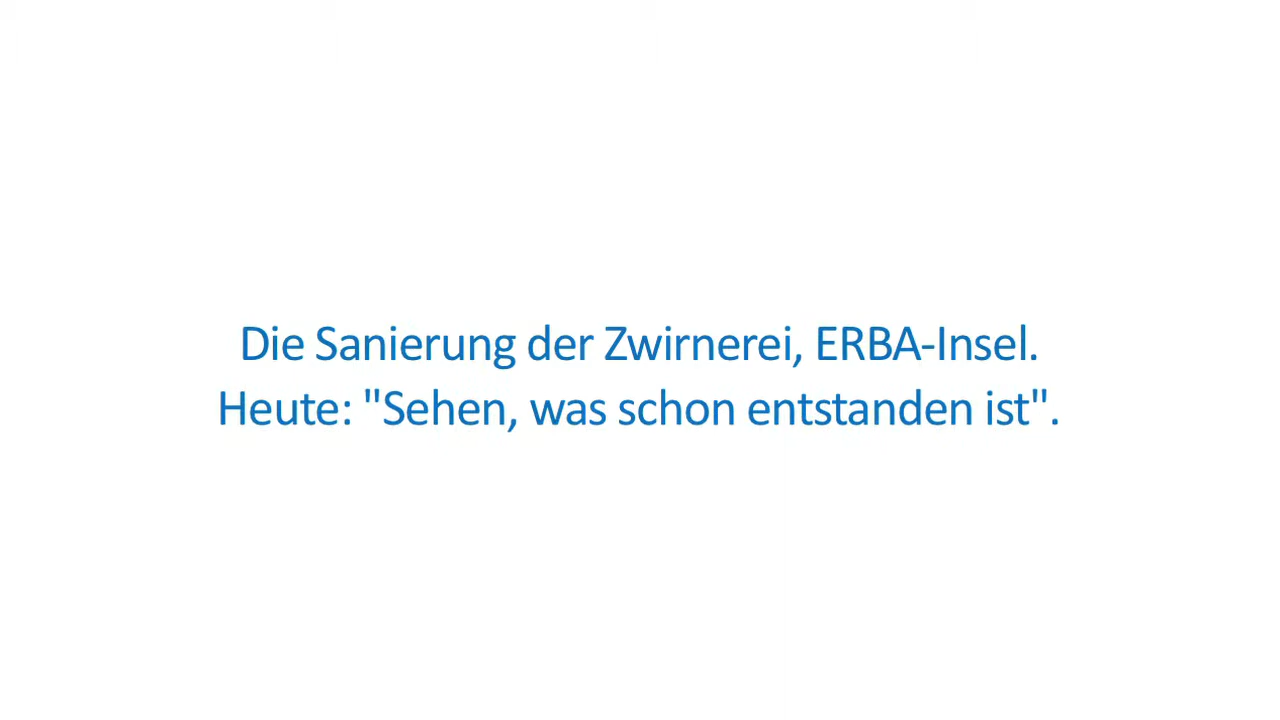 Die Sanierung der Zwirnerei, ERBA-Insel.
Heute: "Sehen, was schon entstanden ist".